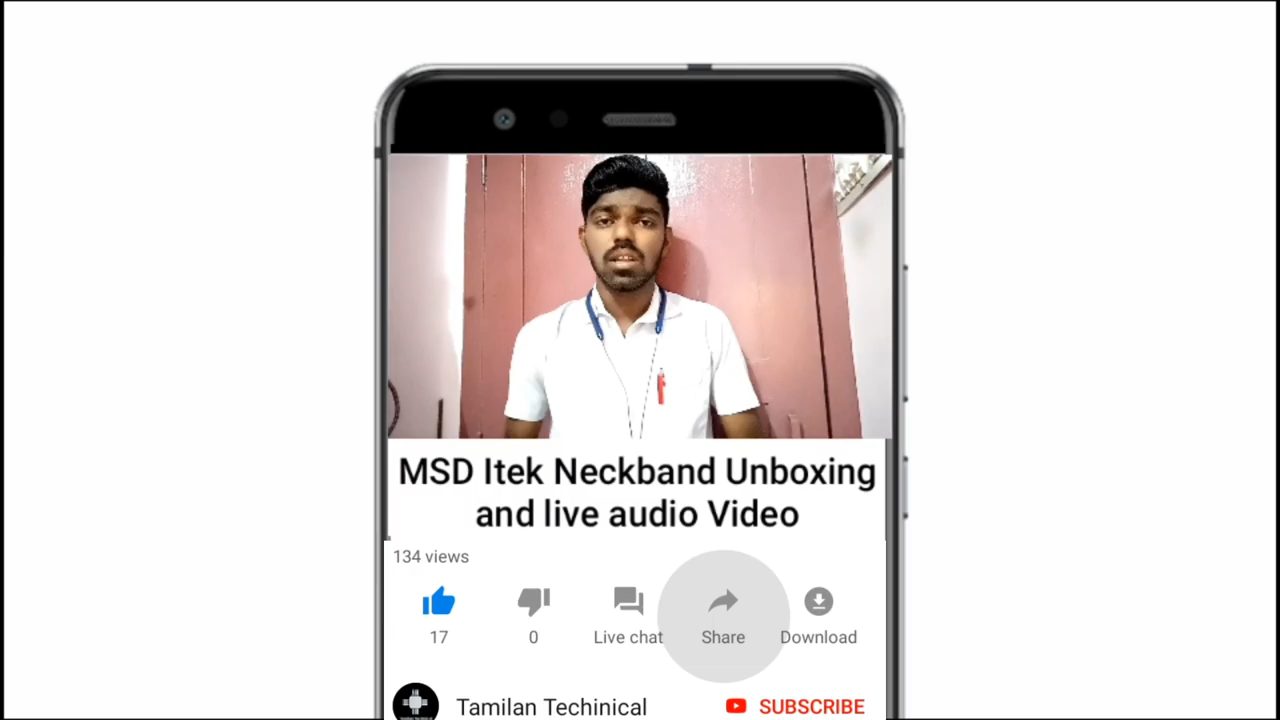 MSD Itek Neckband Unboxing
and live audio Video
134 views
17
0
Live chat
Share
Download
Tamilan Techinical
SUBSCRIBE